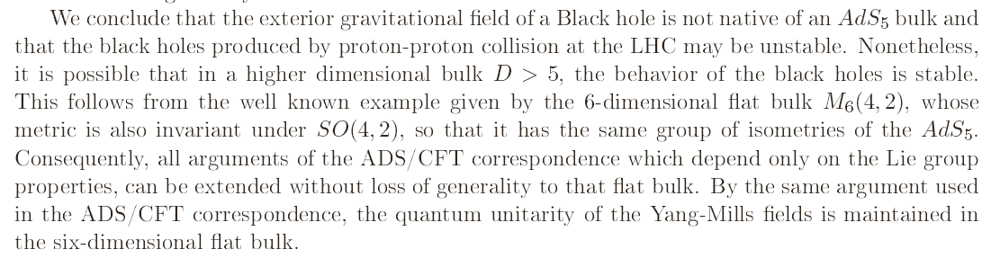 We conclude that the exterior gravitational field of a Black hole is not native of an AdS₅ bulk and
that the black holes produced by proton-proton collision at the LHC may be unstable. Nonetheless,
it is possible that in a higher dimensional bulk D > 5, the behavior of the black holes is stable.
This follows from the well known example given by the 6-dimensional flat bulk M₆(4, 2), whose
metric is also invariant under SO(4, 2), so that it has the same group of isometries of the AdS₅.
Consequently, all arguments of the ADS/CFT correspondence which depend only on the Lie group
properties, can be extended without loss of generality to that flat bulk. By the same argument used
in the ADS/CFT correspondence, the quantum unitarity of the Yang-Mills fields is maintained in
the six-dimensional flat bulk.